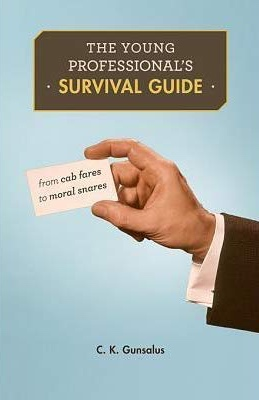 THE YOUNG
PROFESSIONAL'S
· SURVIVAL GUIDE ·
from cab fares
to moral snares
C. K. Gunsalus